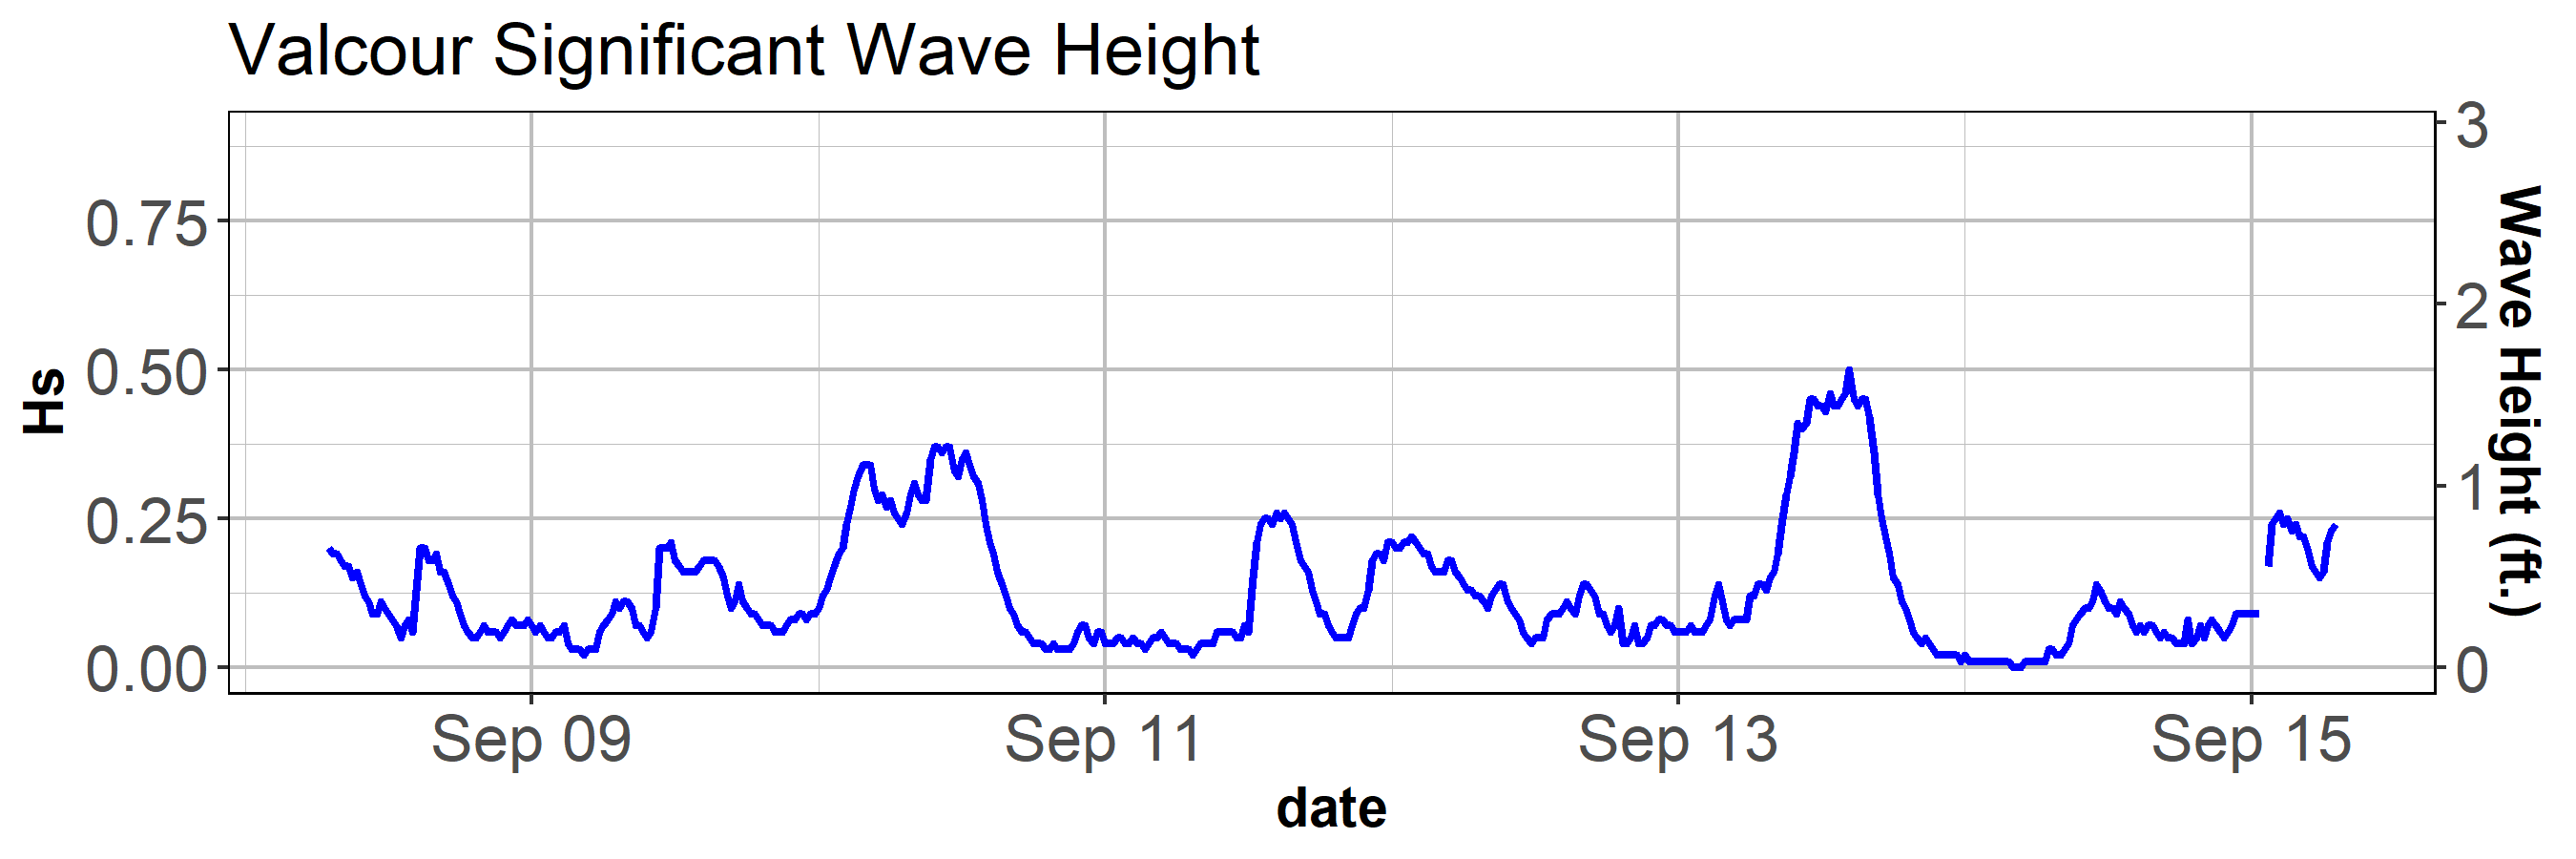 Valcour Significant Wave Height
Hs
0.75
0.50
0.25
0.00
3
2
1
0
Wave Height (ft.)
Sep 09
Sep 11
Sep 13
Sep 15
date